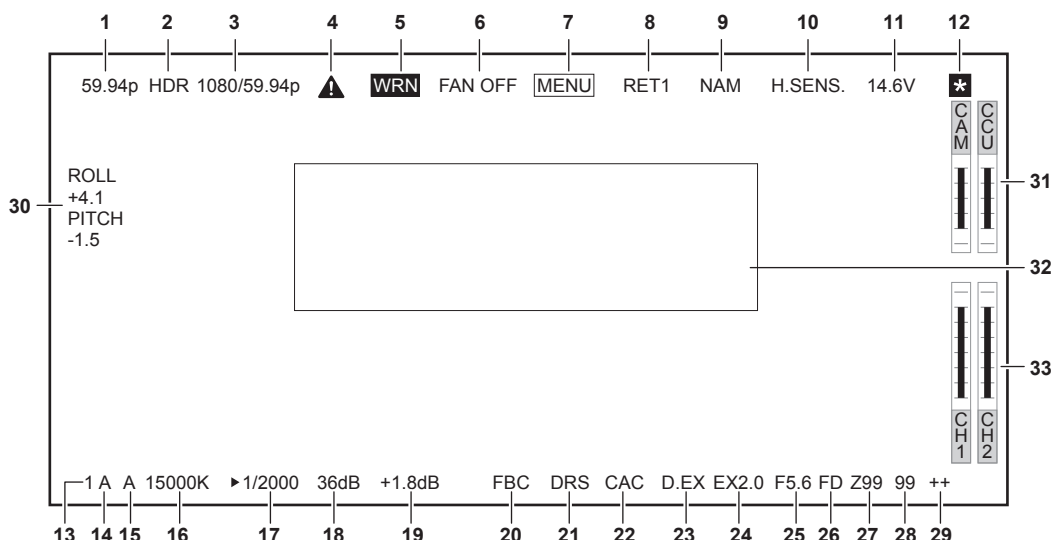 1 2 3 4 5 6 7 8 9 10 11 12
59.94p HDR 1080/59.94p WRN FAN OFF MENU RET1 NAM H.SENS. 14.6V *
CAM CCU
ROLL
+4.1
30
PITCH
-1.5
31
32
33
CH1 CH2
1 A A 15000K ▶1/2000 36dB +1.8dB FBC DRS CAC D.EX EX2.0 F5.6 FD Z99 99 ++
13 14 15 16 17 18 19 20 21 22 23 24 25 26 27 28 29